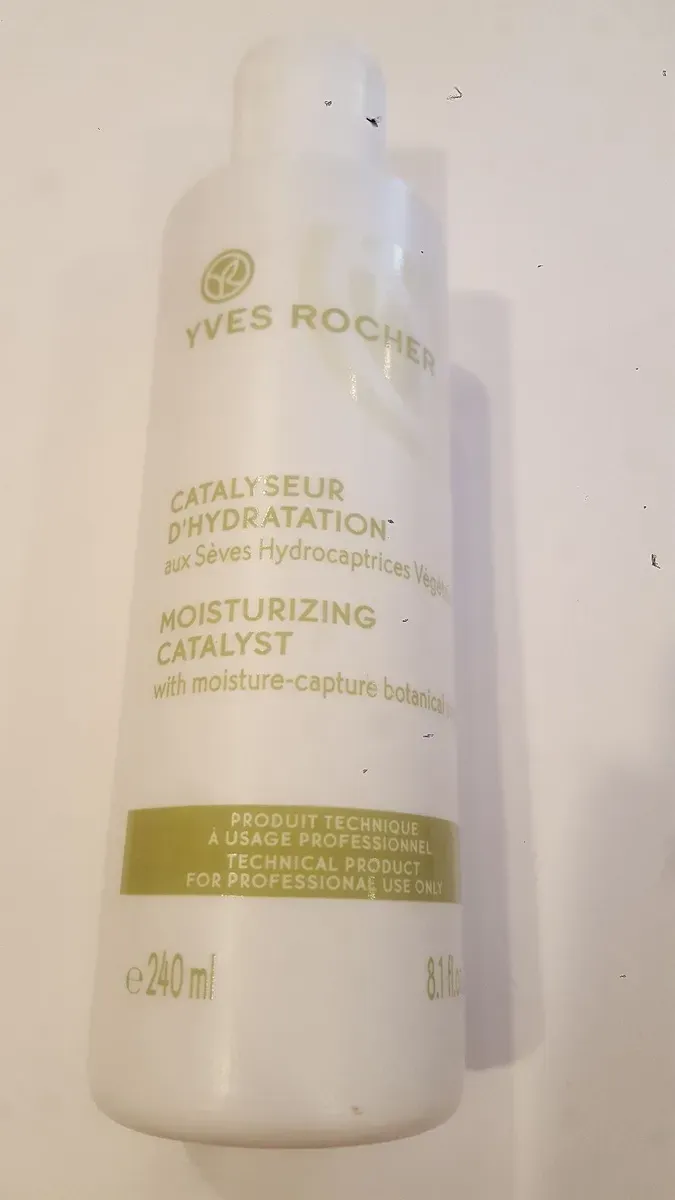 YVES ROCHER
CATALYSEUR
D'HYDRATATION
aux Sèves Hydrocaptrices
MOISTURIZING
CATALYST
with moisture-capture botanical
PRODUIT TECHNIQUE
À USAGE PROFESSIONNEL
TECHNICAL PRODUCT
FOR PROFESSIONAL USE ONLY
e 240 ml 8.1 fl.